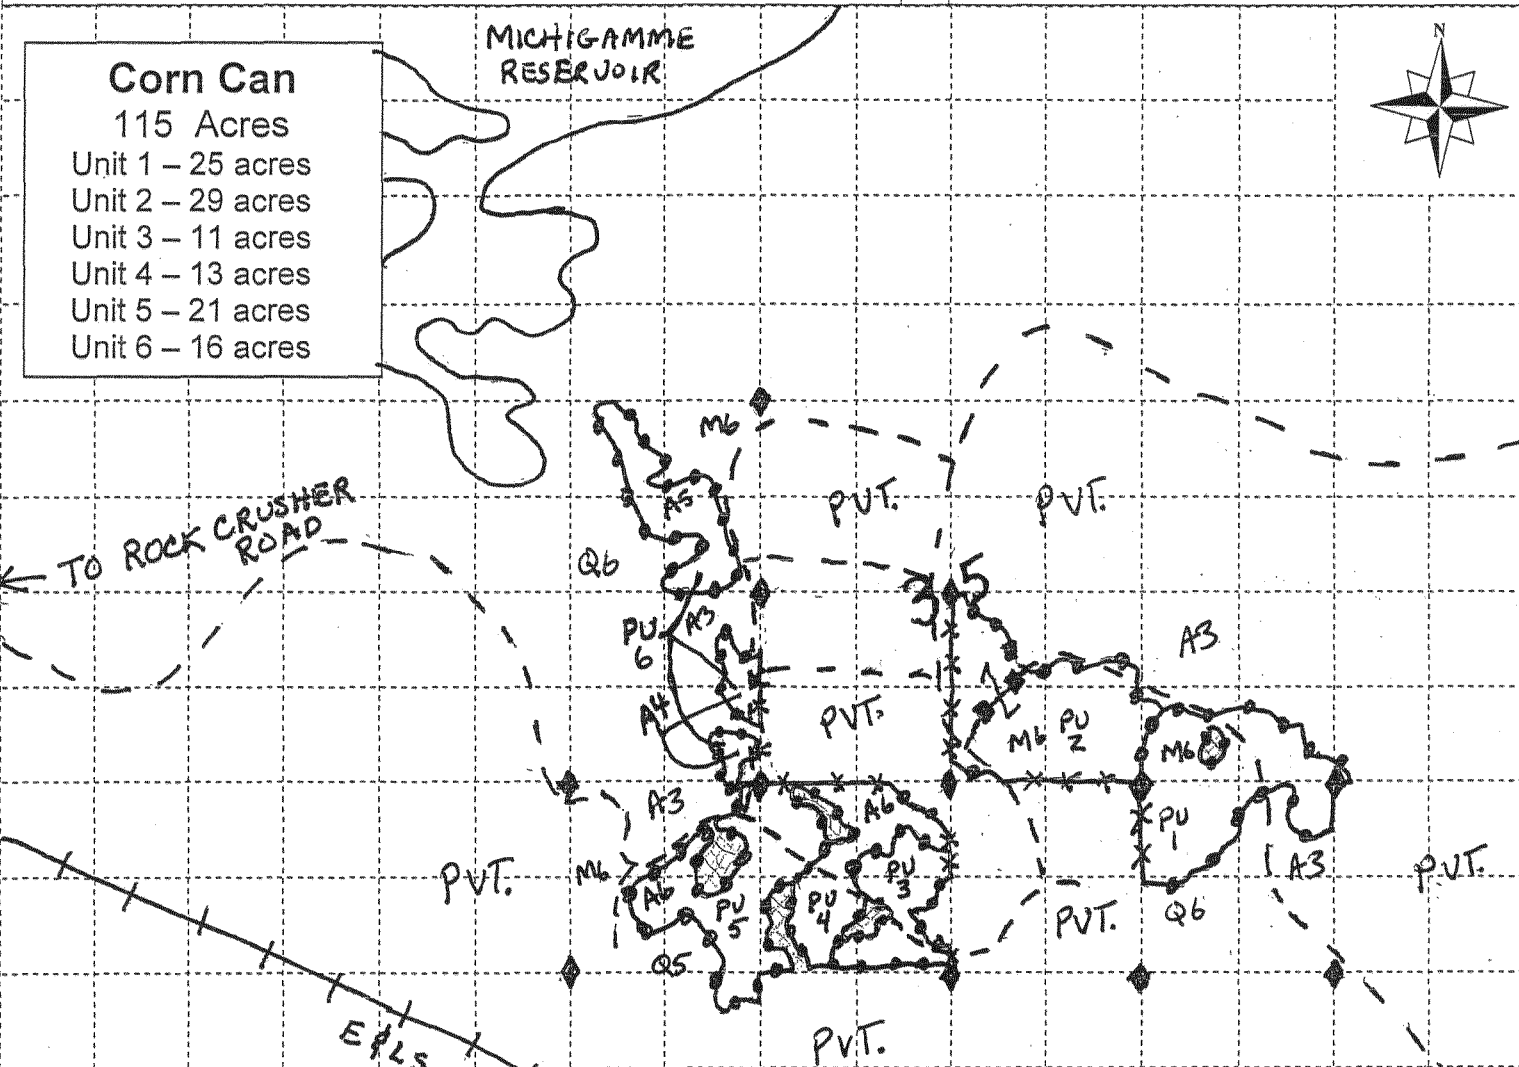 MICHIGAMME
RESERVOIR
N
Corn Can
115 Acres
Unit 1 – 25 acres
Unit 2 – 29 acres
Unit 3 – 11 acres
Unit 4 – 13 acres
Unit 5 – 21 acres
Unit 6 – 16 acres
M6
A5
PVT.
PVT.
TO ROCK CRUSHER
ROAD
Q6
35
A3
PU
6
A3
A4
PVT.
M6
PU
2
M6
A3
A6
PU
1
PVT.
M6
A6
PU
5
PU
4
PU
3
A3
PVT.
Q5
PVT.
Q6
E&LS
PVT.